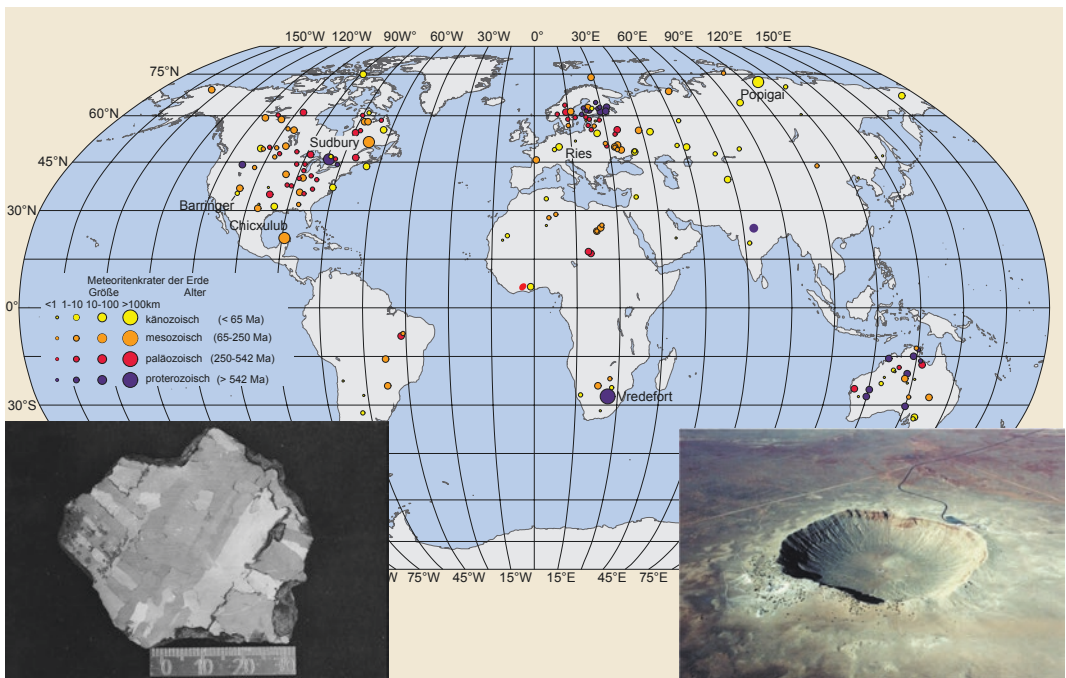 150°W 120°W 90°W 60°W 30°W 0° 30°E 60°E 90°E 120°E 150°E
75°N
Popigai
60°N
Sudbury
45°N
Ries
30°N
Barringer
Chicxulub
Meteoritenkrater der Erde
Größe Alter
<1 1-10 10-100 >100km
0°
känozoisch (< 65 Ma)
mesozoisch (65-250 Ma)
paläozoisch (250-542 Ma)
proterozoisch (> 542 Ma)
30°S
Vredefort
W 75°W 45°W 15°W 15°E 45°E 75°E
0 10 20